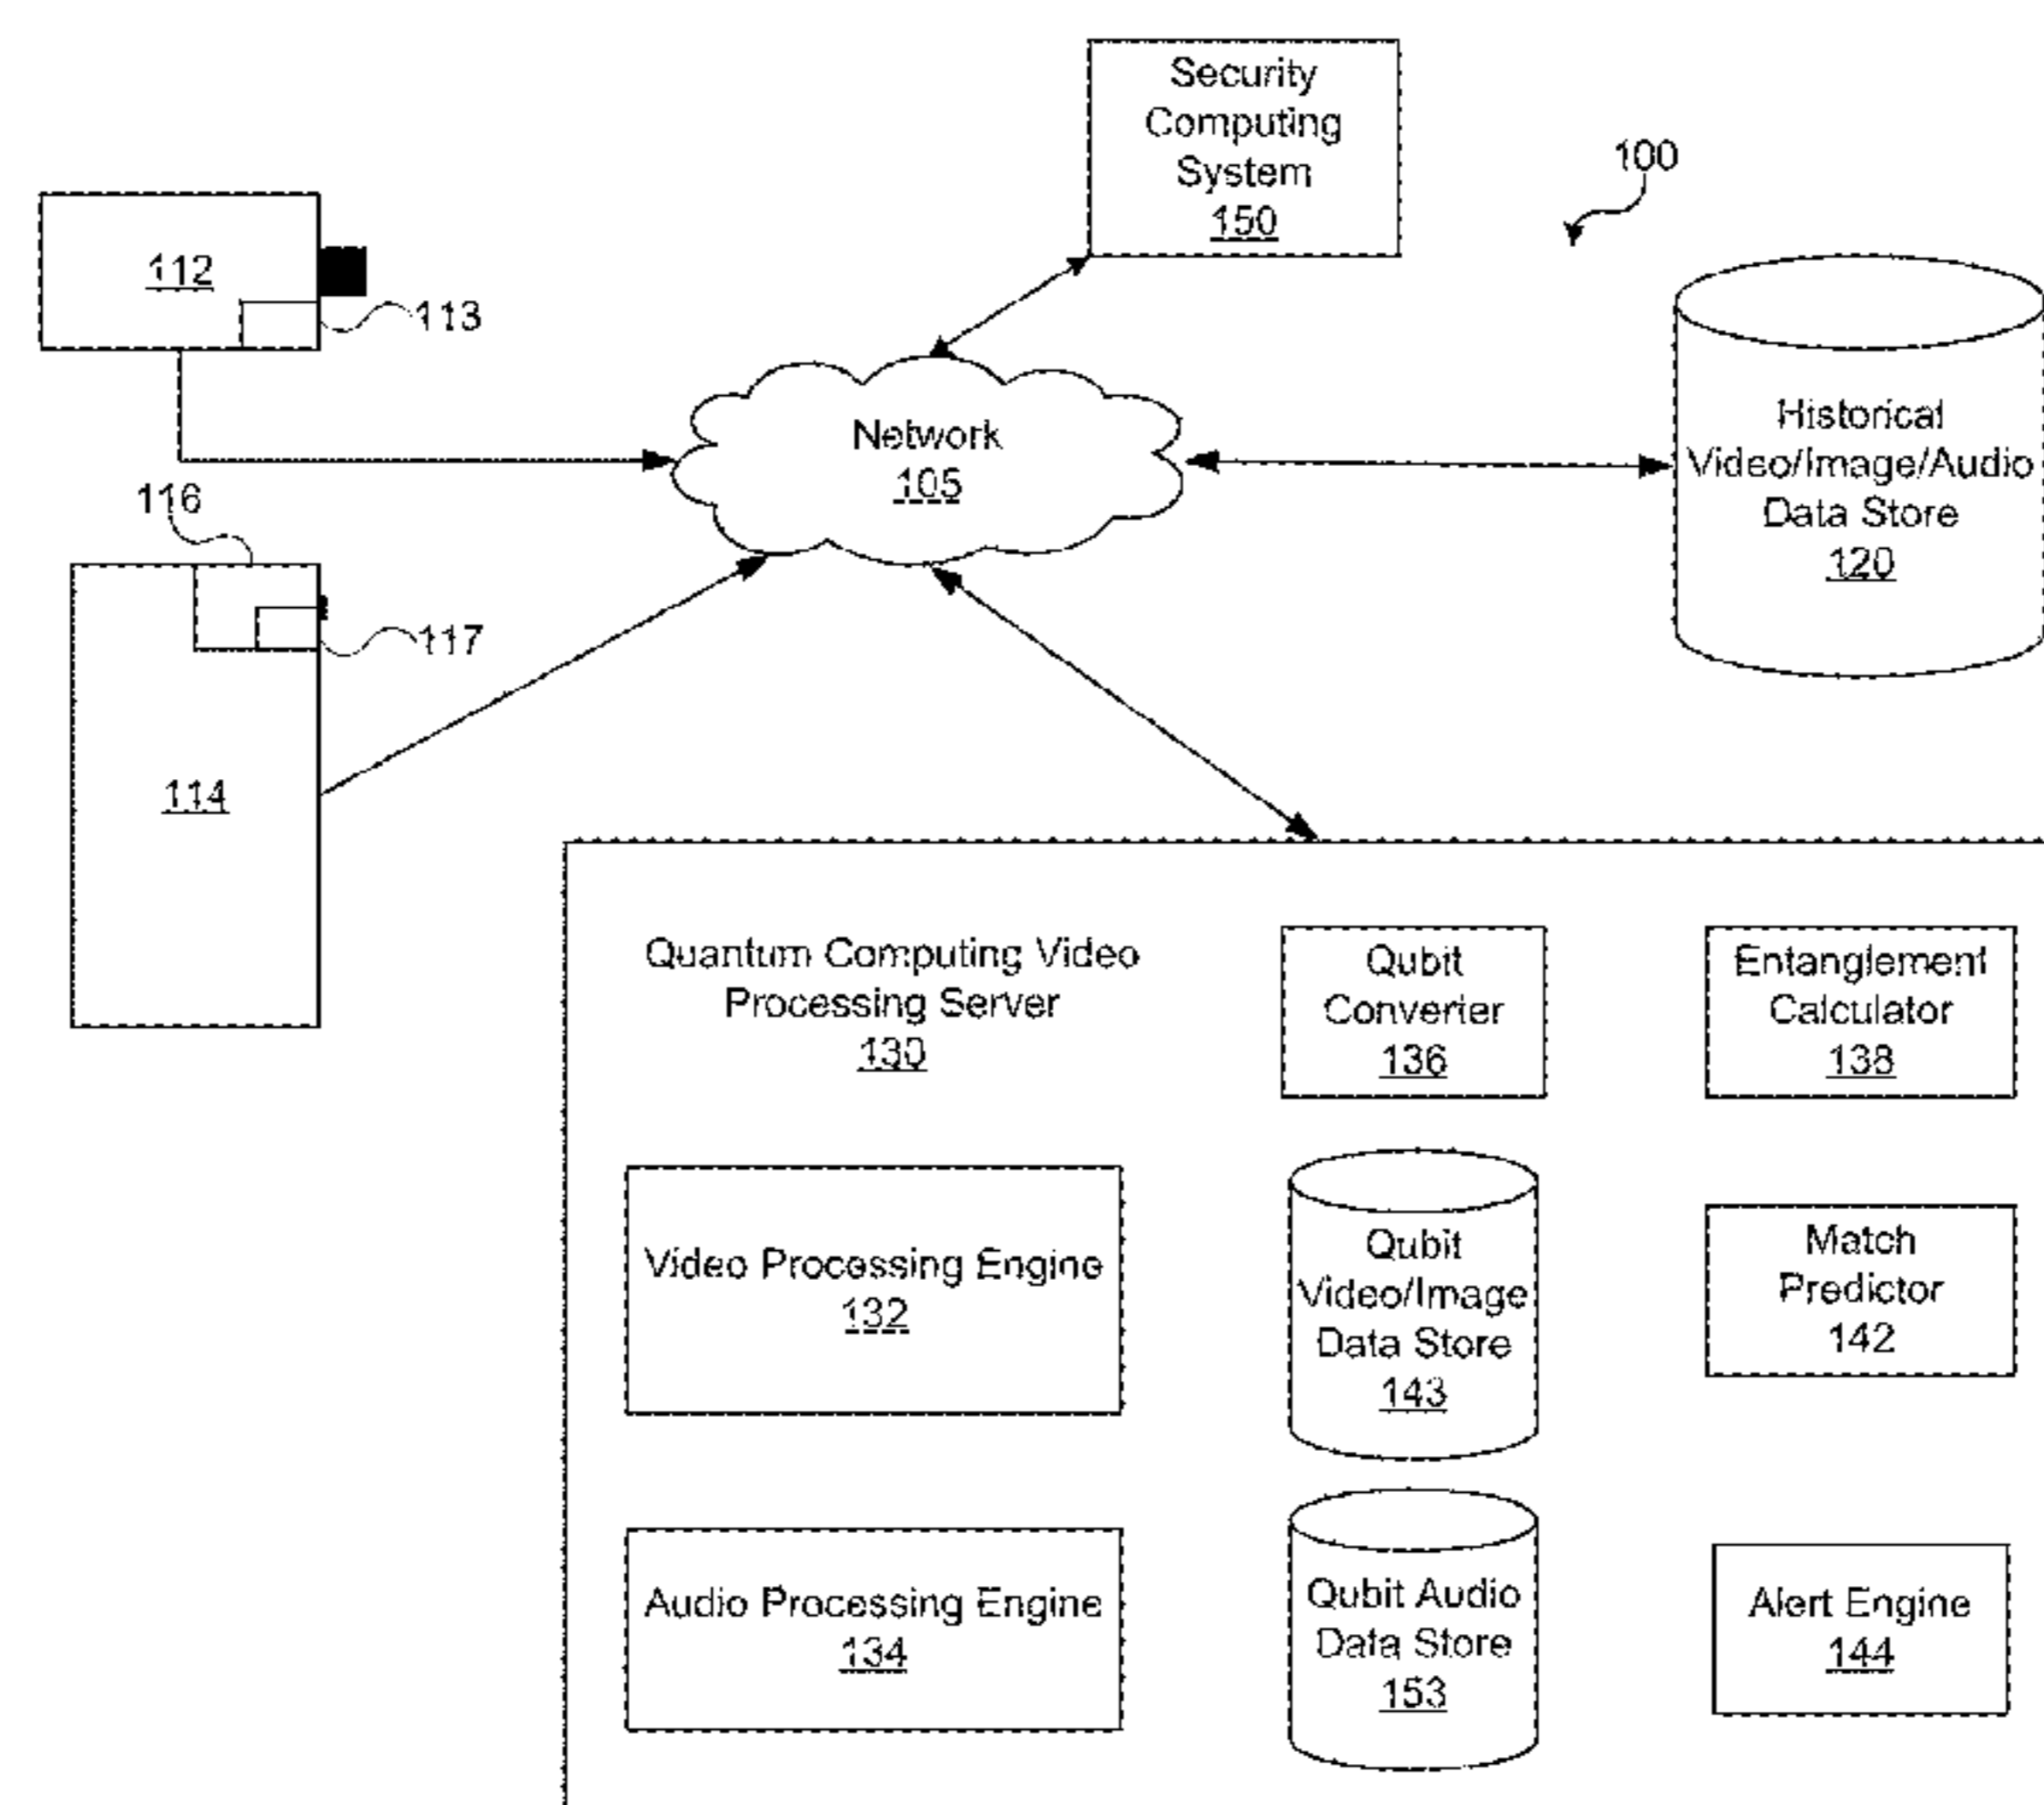 Security
Computing
System
150
100
112
113
Network
105
Historical
Video/Image/Audio
Data Store
120
116
117
114
Quantum Computing Video
Processing Server
130
Qubit
Converter
136
Entanglement
Calculator
138
Video Processing Engine
132
Qubit
Video/Image
Data Store
143
Match
Predictor
142
Audio Processing Engine
134
Qubit Audio
Data Store
153
Alert Engine
144